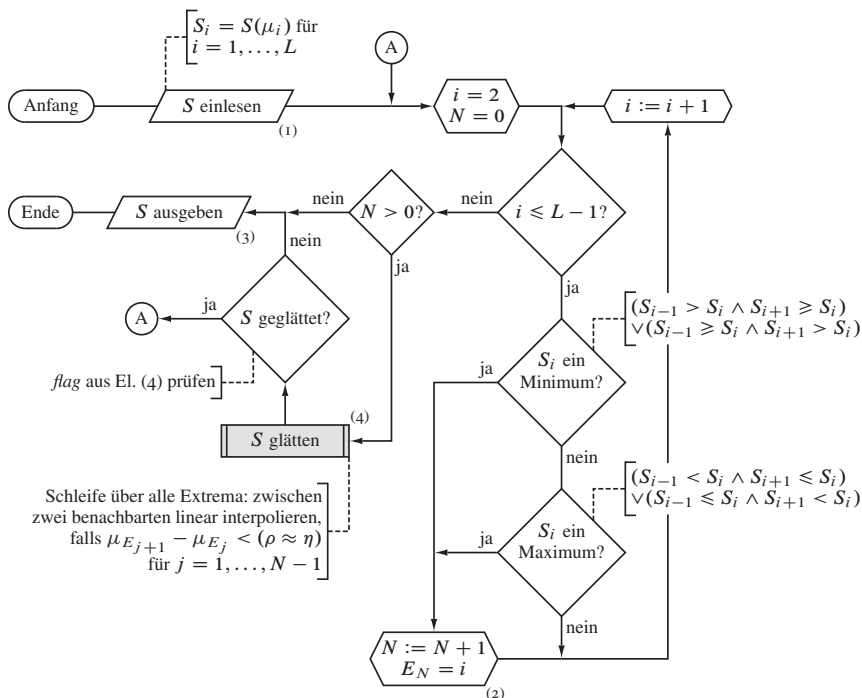 S_i = S(μ_i) für
i = 1, . . . , L
A
Anfang
S einlesen
(1)
i = 2
N = 0
i := i + 1
Ende
S ausgeben
(3)
nein
N > 0?
nein
i ⩽ L − 1?
nein
ja
ja
A
ja
S geglättet?
(S_{i−1} > S_i ∧ S_{i+1} ⩾ S_i)
∨(S_{i−1} ⩾ S_i ∧ S_{i+1} > S_i)
flag aus El. (4) prüfen
ja
S_i ein
Minimum?
(4)
S glätten
nein
(S_{i−1} < S_i ∧ S_{i+1} ⩽ S_i)
∨(S_{i−1} ⩽ S_i ∧ S_{i+1} < S_i)
Schleife über alle Extrema: zwischen
zwei benachbarten linear interpolieren,
falls μ_{E_{j+1}} − μ_{E_j} < (ρ ≈ η)
für j = 1, . . . , N − 1
ja
S_i ein
Maximum?
nein
N := N + 1
E_N = i
(2)